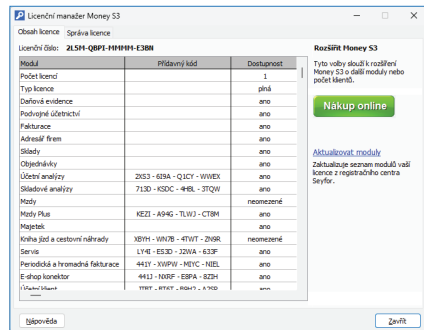 Licenční manažer Money S3
Obsah licence Správa licence
Licenční číslo: 2L5M-QBPI-MMMM-E3BN
Modul Přídavný kód Dostupnost
Počet licencí 1
Typ licence plná
Daňová evidence ano
Podvojné účetnictví ano
Fakturace ano
Adresář firem ano
Sklady ano
Objednávky ano
Účetní analýzy 2XS3 - 6I9A - Q1CY - WWEX ano
Skladové analýzy 713D - KSDC - 4HBL - 3TQW ano
Mzdy neomezené
Mzdy Plus KEZI - A94G - TLWJ - CT8M ano
Majetek ano
Kniha jízd a cestovní náhrady XBYH - WN7B - 4TWT - ZN9R neomezené
Servis LY4I - ES3D - J2WA - 633F ano
Periodická a hromadná fakturace 441Y - XWPW - MIYC - NIEL ano
E-shop konektor 441J - NXRF - E8PA - 8ZIH ano
Účetní klient ano
Rozšířit Money S3
Tyto volby slouží k rozšíření
Money S3 o další moduly nebo
počet klientů.
Nákup online
Aktualizovat moduly
Zaktualizuje seznam modulů vaší
licence z registračního centra
Seyfor.
Nápověda Zavřít